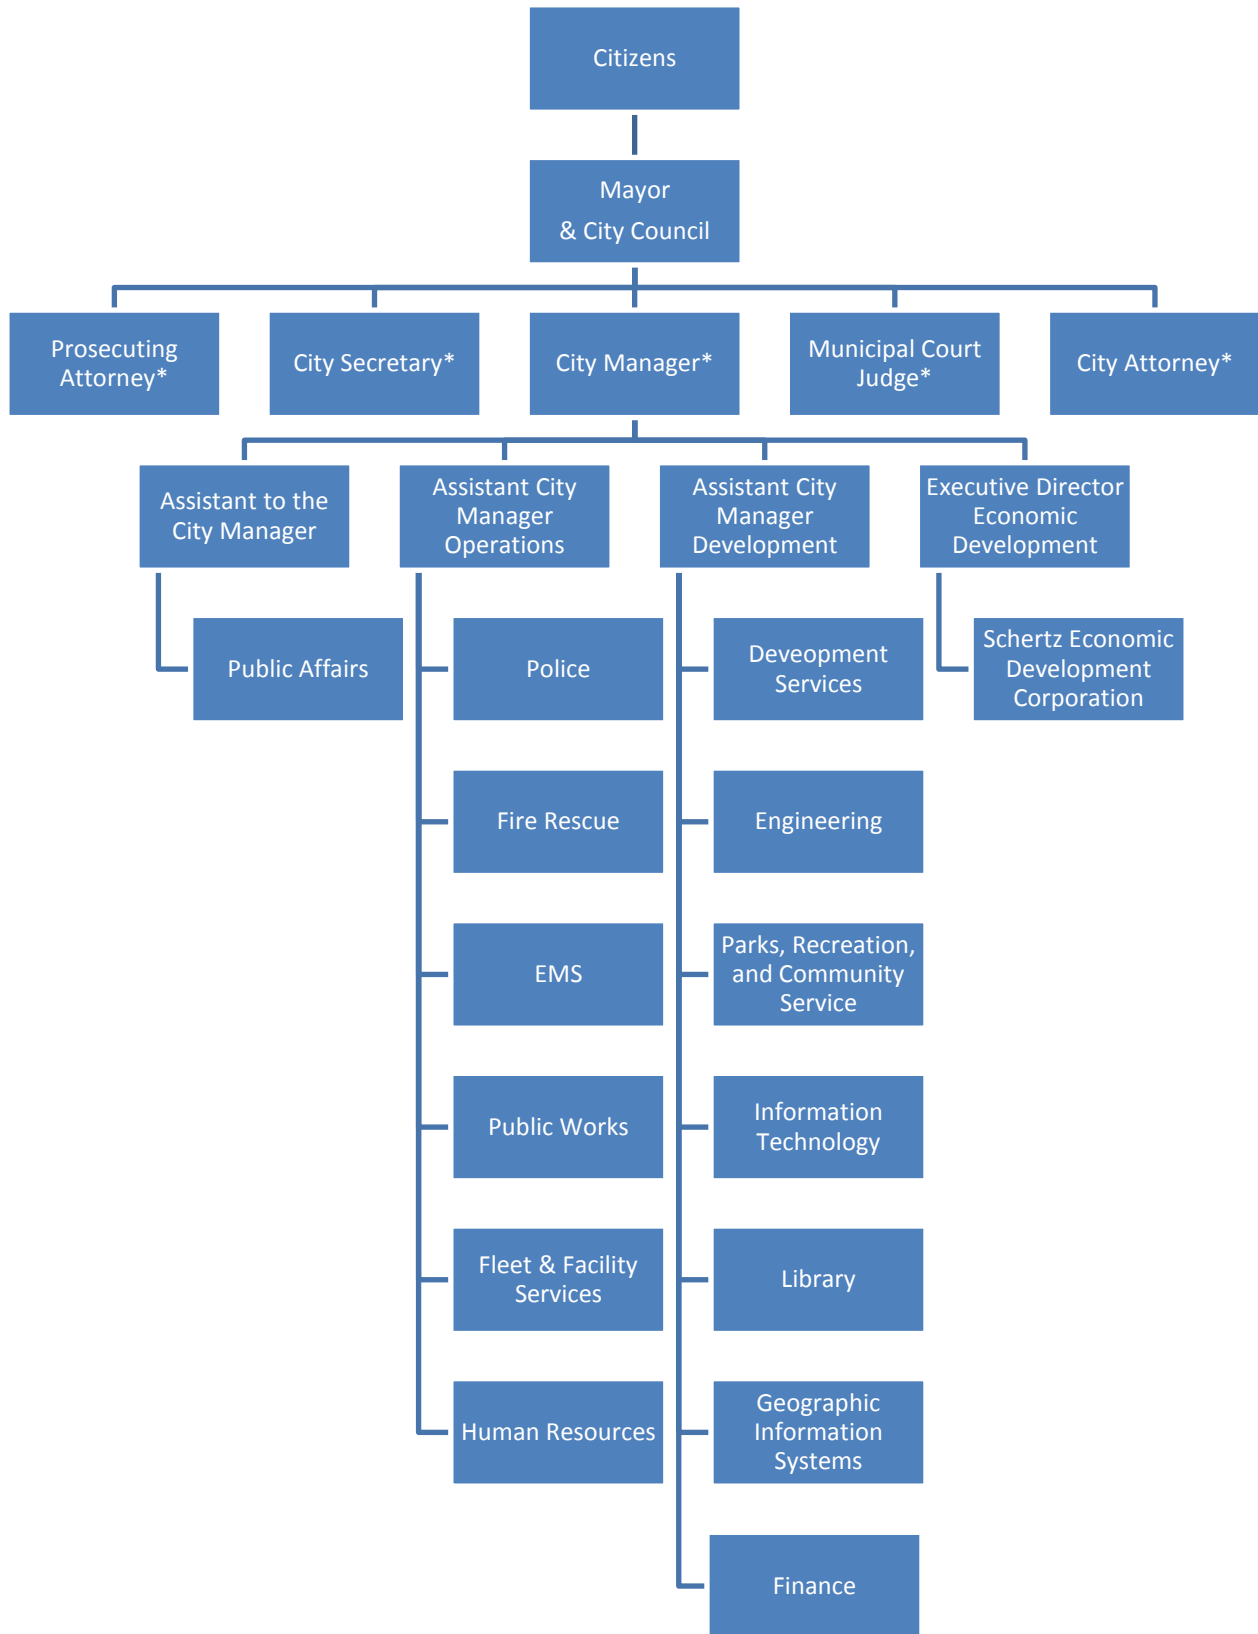 Citizens
Mayor
& City Council
Prosecuting
Attorney*
City Secretary*
City Manager*
Municipal Court
Judge*
City Attorney*
Assistant to the
City Manager
Assistant City
Manager
Operations
Assistant City
Manager
Development
Executive Director
Economic
Development
Public Affairs
Police
Deveopment
Services
Schertz Economic
Development
Corporation
Fire Rescue
Engineering
EMS
Parks, Recreation,
and Community
Service
Public Works
Information
Technology
Fleet & Facility
Services
Library
Human Resources
Geographic
Information
Systems
Finance